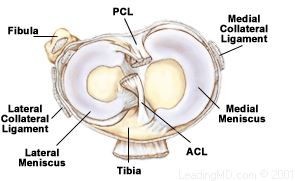 PCL
Medial
Collateral
Ligament
Fibula
Lateral
Collateral
Ligament
Medial
Meniscus
Lateral
Meniscus
ACL
Tibia
LeadingMD.com © 2001